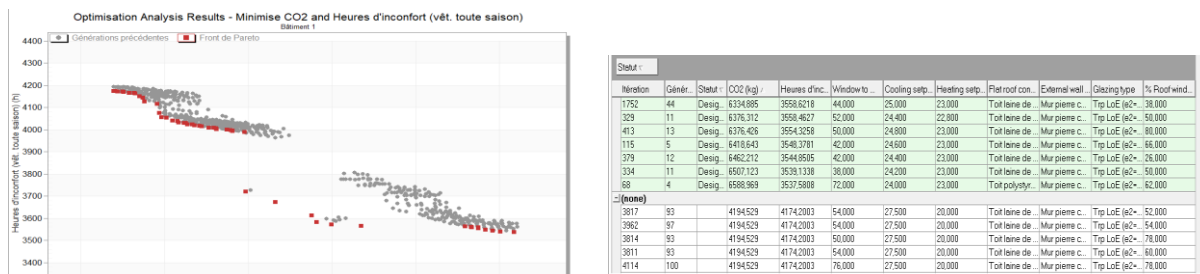 Optimisation Analysis Results - Minimise CO2 and Heures d'inconfort (vêt. toute saison)
Bâtiment 1
Générations précédentes Front de Pareto
4400
4300
4200
4100
4000
3900
3800
3700
3600
3500
3400
Heures d'inconfort (vêt. toute saison) (h)
Statut
Itération Génér... Statut CO2 (kg) Heures d'inc... Window to ... Cooling setp... Heating setp... Flat roof con... External wall... Glazing type % Roof wind...
1752 44 Desig... 6334,885 3558,6218 44,000 25,000 23,000 Toit laine de ... Mur pierre c... Trp LoE (e2=... 38,000
329 11 Desig... 6376,312 3558,4627 52,000 24,400 22,800 Toit laine de ... Mur pierre c... Trp LoE (e2=... 50,000
413 13 Desig... 6376,426 3554,3258 50,000 24,800 23,000 Toit laine de ... Mur pierre c... Trp LoE (e2=... 80,000
115 5 Desig... 6418,643 3548,3781 42,000 24,600 23,000 Toit laine de ... Mur pierre c... Trp LoE (e2=... 66,000
379 12 Desig... 6462,212 3544,8505 42,000 24,400 23,000 Toit laine de ... Mur pierre c... Trp LoE (e2=... 26,000
334 11 Desig... 6507,123 3539,1338 38,000 24,200 23,000 Toit laine de ... Mur pierre c... Trp LoE (e2=... 50,000
68 4 Desig... 6588,969 3537,5808 72,000 24,000 23,000 Toit polystyr... Mur pierre c... Trp LoE (e2=... 62,000
(none)
3817 93 4194,529 4174,2003 54,000 27,500 20,000 Toit laine de ... Mur pierre c... Trp LoE (e2=... 52,000
3962 97 4194,529 4174,2003 54,000 27,500 20,000 Toit laine de ... Mur pierre c... Trp LoE (e2=... 54,000
3814 93 4194,529 4174,2003 50,000 27,500 20,000 Toit laine de ... Mur pierre c... Trp LoE (e2=... 78,000
3811 93 4194,529 4174,2003 54,000 27,500 20,000 Toit laine de ... Mur pierre c... Trp LoE (e2=... 60,000
4114 100 4194,529 4174,2003 76,000 27,500 20,000 Toit laine de ... Mur pierre c... Trp LoE (e2=... 78,000